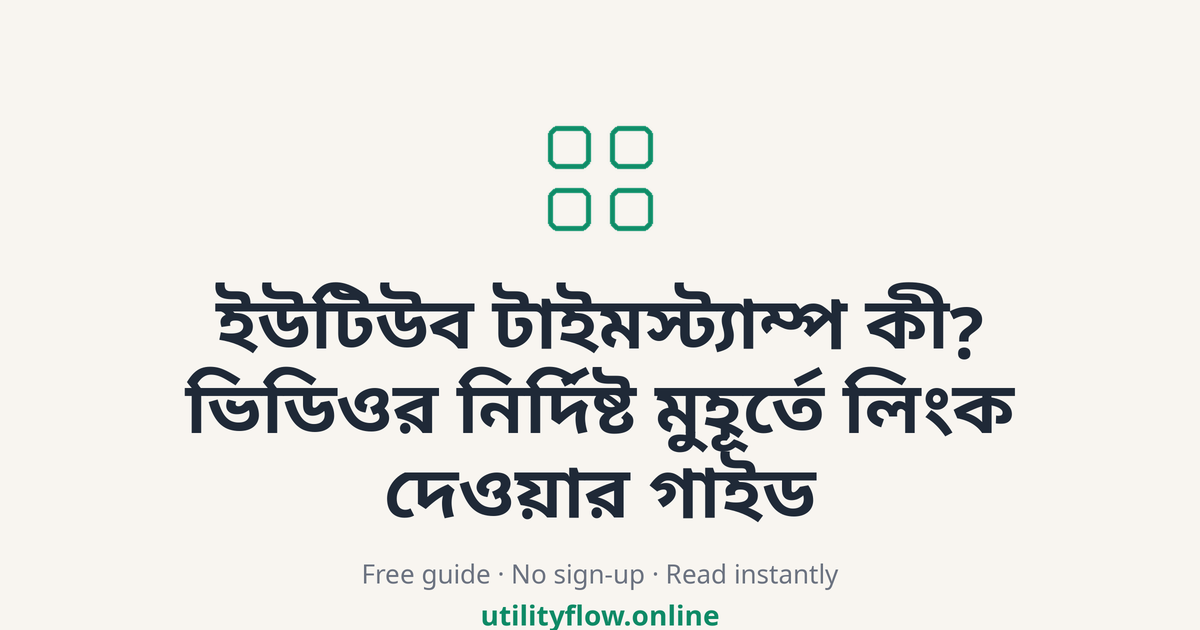 ইউটিউব টাইমস্ট্যাম্প কী?
ভিডিওর নির্দিষ্ট মুহূর্তে লিংক
দেওয়ার গাইড
Free guide · No sign-up · Read instantly
utilityflow.online